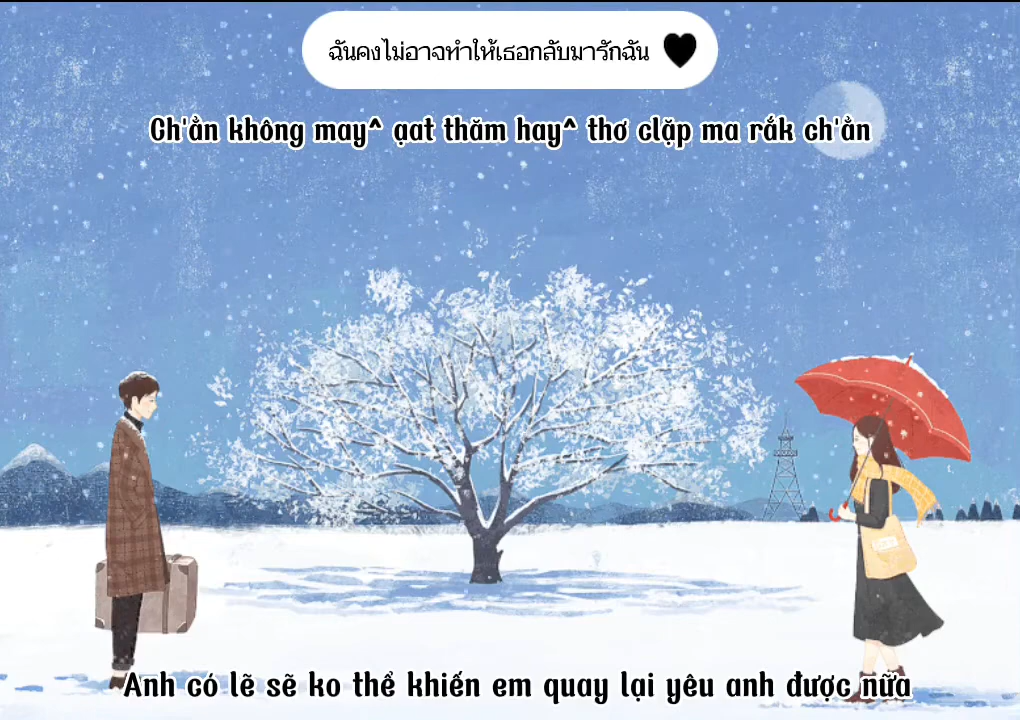 ฉันคงไม่อาจทำให้เธอกลับมารักฉัน 🖤
Ch'ẳn không may^ ạat thăm hay^ thơ clặp ma rắk ch'ẳn
Anh có lẽ sẽ ko thể khiến em quay lại yêu anh được nữa